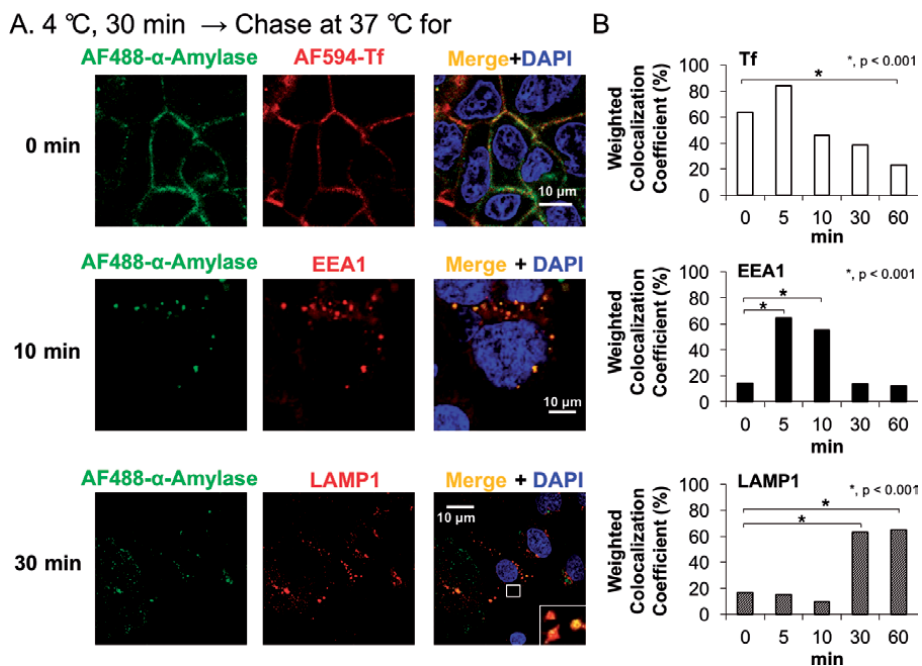 A. 4 ℃, 30 min → Chase at 37 ℃ for
AF488-α-Amylase AF594-Tf Merge+DAPI
0 min
10 μm
AF488-α-Amylase EEA1 Merge + DAPI
10 min
10 μm
AF488-α-Amylase LAMP1 Merge + DAPI
30 min
10 μm
B
Tf
*, p < 0.001
*
Weighted
Colocalization
Coefficient (%)
100
80
60
40
20
0
0 5 10 30 60
min
EEA1
*, p < 0.001
*
*
Weighted
Colocalization
Coefficient (%)
100
80
60
40
20
0
0 5 10 30 60
min
LAMP1
*, p < 0.001
*
*
Weighted
Colocalization
Coefficient (%)
100
80
60
40
20
0
0 5 10 30 60
min